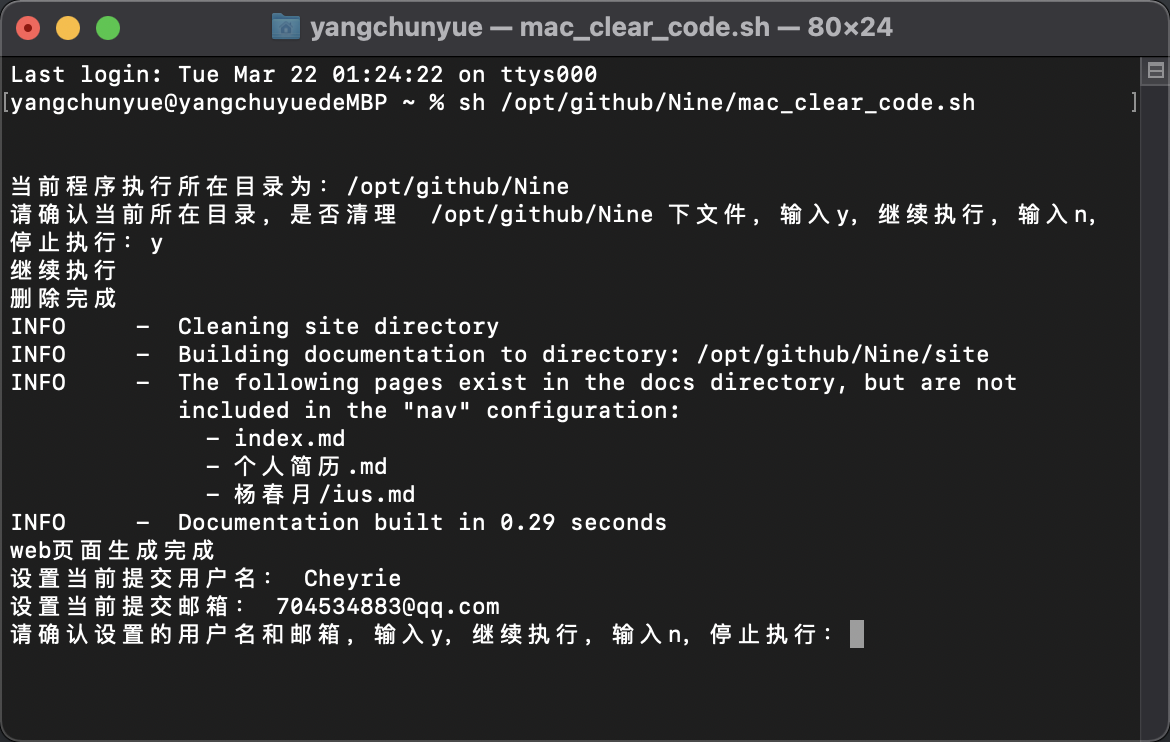 yangchunyue — mac_clear_code.sh — 80×24
Last login: Tue Mar 22 01:24:22 on ttys000
[yangchunyue@yangchuyuedeMBP ~ % sh /opt/github/Nine/mac_clear_code.sh ]
当前程序执行所在目录为：/opt/github/Nine
请确认当前所在目录，是否清理 /opt/github/Nine 下文件，输入y，继续执行，输入n，
停止执行：y
继续执行
删除完成
INFO     -  Cleaning site directory
INFO     -  Building documentation to directory: /opt/github/Nine/site
INFO     -  The following pages exist in the docs directory, but are not
included in the "nav" configuration:
- index.md
- 个人简历.md
- 杨春月/ius.md
INFO     -  Documentation built in 0.29 seconds
web页面生成完成
设置当前提交用户名： Cheyrie
设置当前提交邮箱： 704534883@qq.com
请确认设置的用户名和邮箱，输入y，继续执行，输入n，停止执行：